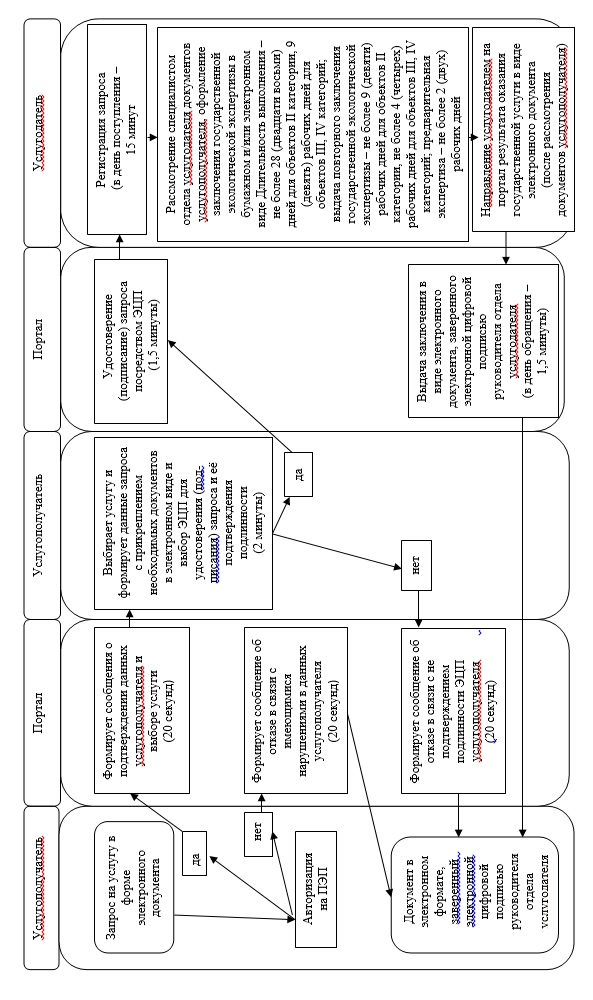 Услугополучатель
Портал
Услугополучатель
Портал
Услугодатель
Запрос на услугу в
форме
электронного
документа
да
нет
Авторизация
на ПЭП
Документ в
электронном
формате,
заверенный
электронной
цифровой
подписью
руководителя
отдела
услугодателя
Формирует сообщения о
подтверждении данных
услугополучателя и
выборе услуги
(20 секунд)
Формирует сообщение об
отказе в связи с
имеющимися
нарушениями в данных
услугополучателя
(20 секунд)
Формирует сообщение об
отказе в связи с не
подтверждением
подлинности ЭЦП
услугополучателя
(20 секунд)
Выбирает услугу и
формирует данные запроса
с прикреплением
необходимых документов
в электронном виде и
выбор ЭЦП для
удостоверения (под-
писания) запроса и её
подтверждения
подлинности
(2 минуты)
да
нет
Удостоверение
(подписание) запроса
посредством ЭЦП
(1,5 минуты)
Выдача заключения в
виде электронного
документа, заверенного
электронной цифровой
подписью
руководителя отдела
услугодателя
(в день обращения –
1,5 минуты)
Регистрация запроса
(в день поступления –
15 минут
Рассмотрение специалистом
отдела услугодателя документов
услугополучателя, оформление
заключения государственной
экологической экспертизы в
бумажном и/или электронном
виде Длительность выполнения –
не более 28 (двадцати восьми)
дней для объектов II категории, 9
(девять) рабочих дней для
объектов III, IV категорий;
выдача повторного заключения
государственной экологической
экспертизы – не более 9 (девяти)
рабочих дней для объектов II
категории, не более 4 (четырех)
рабочих дней для объектов III, IV
категорий; предварительная
экспертиза – не более 2 (двух)
рабочих дней
Направление услугодателем на
портал результата оказания
государственной услуги в виде
электронного документа
(после рассмотрения
документов услугополучателя)